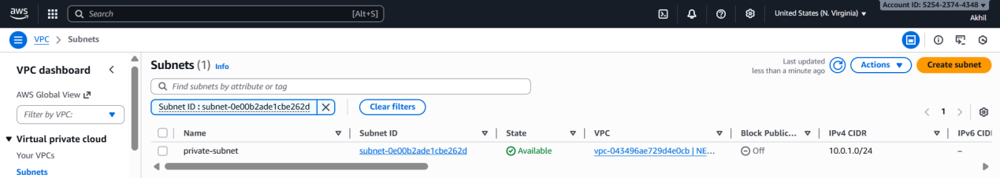 aws
Search [Alt+S]
United States (N. Virginia)
Account ID: 5254-2374-4348
Akhil
VPC > Subnets
VPC dashboard
AWS Global View
Filter by VPC:
Virtual private cloud
Your VPCs
Subnets
Subnets (1) Info
Last updated
less than a minute ago
Actions
Create subnet
Find subnets by attribute or tag
Subnet ID : subnet-0e00b2ade1cbe262d
Clear filters
1
Name Subnet ID State VPC Block Public... IPv4 CIDR IPv6 CID
private-subnet subnet-0e00b2ade1cbe262d Available vpc-043496ae729d4e0cb | NE... Off 10.0.1.0/24 –